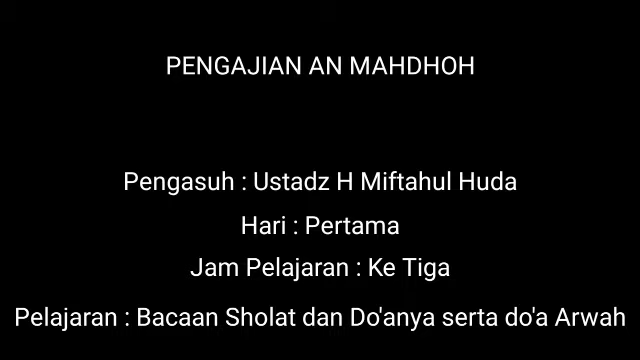 PENGAJIAN AN MAHDHOH
Pengasuh : Ustadz H Miftahul Huda
Hari : Pertama
Jam Pelajaran : Ke Tiga
Pelajaran : Bacaan Sholat dan Do'anya serta do'a Arwah